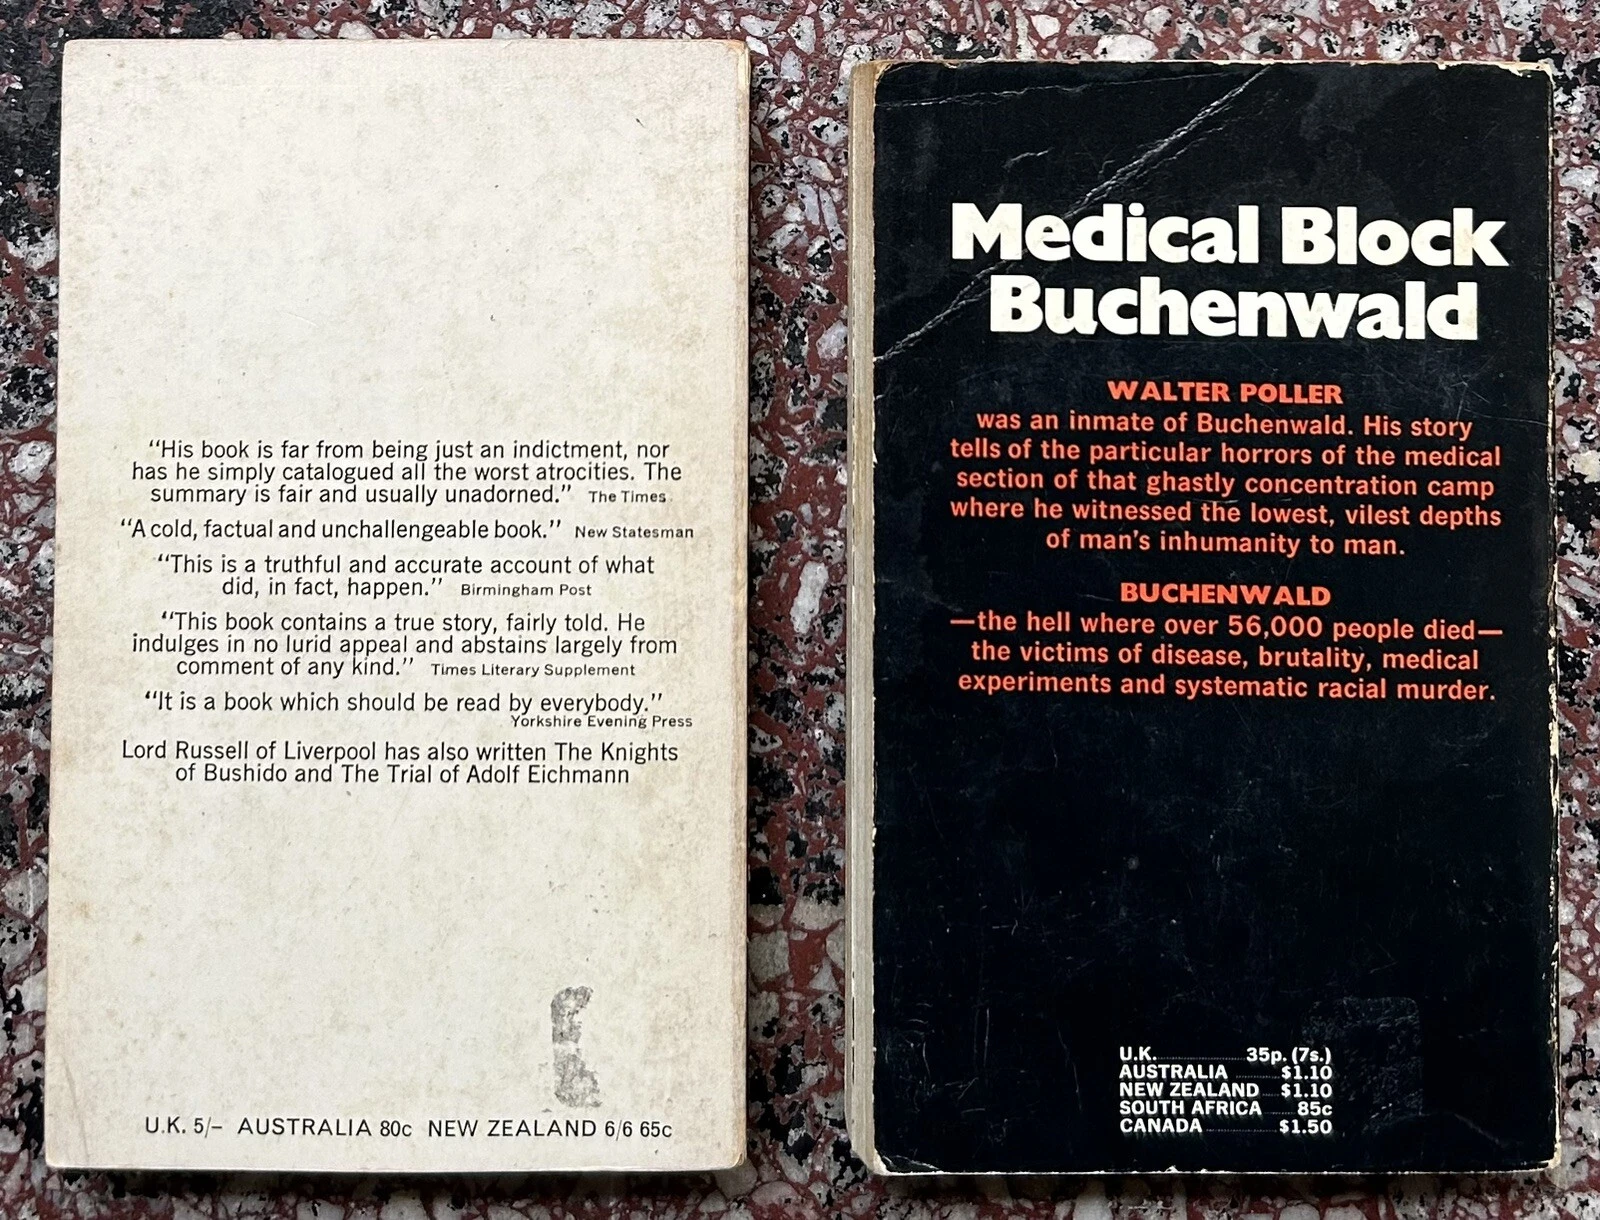 “His book is far from being just an indictment, nor
has he simply catalogued all the worst atrocities. The
summary is fair and usually unadorned.” The Times
“A cold, factual and unchallengeable book.” New Statesman
“This is a truthful and accurate account of what
did, in fact, happen.” Birmingham Post
“This book contains a true story, fairly told. He
indulges in no lurid appeal and abstains largely from
comment of any kind.” Times Literary Supplement
“It is a book which should be read by everybody.”
Yorkshire Evening Press
Lord Russell of Liverpool has also written The Knights
of Bushido and The Trial of Adolf Eichmann
U.K. 5/– AUSTRALIA 80c NEW ZEALAND 6/6 65c
Medical Block
Buchenwald
WALTER POLLER
was an inmate of Buchenwald. His story
tells of the particular horrors of the medical
section of that ghastly concentration camp
where he witnessed the lowest, vilest depths
of man's inhumanity to man.
BUCHENWALD
—the hell where over 56,000 people died—
the victims of disease, brutality, medical
experiments and systematic racial murder.
U.K. 35p. (7s.)
AUSTRALIA $1.10
NEW ZEALAND $1.10
SOUTH AFRICA 85c
CANADA $1.50